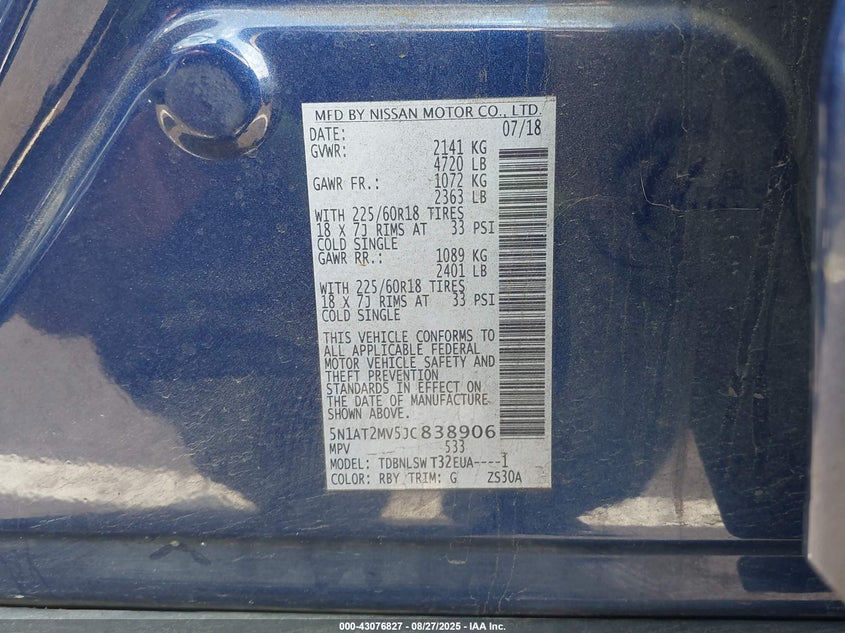 MFD BY NISSAN MOTOR CO., LTD.
DATE: 07/18
GVWR: 2141 KG
4720 LB
GAWR FR.: 1072 KG
2363 LB
WITH 225/60R18 TIRES
18 X 7J RIMS AT 33 PSI
COLD SINGLE
GAWR RR.: 1089 KG
2401 LB
WITH 225/60R18 TIRES
18 X 7J RIMS AT 33 PSI
COLD SINGLE
THIS VEHICLE CONFORMS TO
ALL APPLICABLE FEDERAL
MOTOR VEHICLE SAFETY AND
THEFT PREVENTION
STANDARDS IN EFFECT ON
THE DATE OF MANUFACTURE
SHOWN ABOVE.
5N1AT2MV5JC838906
MPV 533
MODEL: TDBNLSW T32EUA----I
COLOR: RBY TRIM: G ZS30A
000-43076827 - 08/27/2025 - IAA Inc.